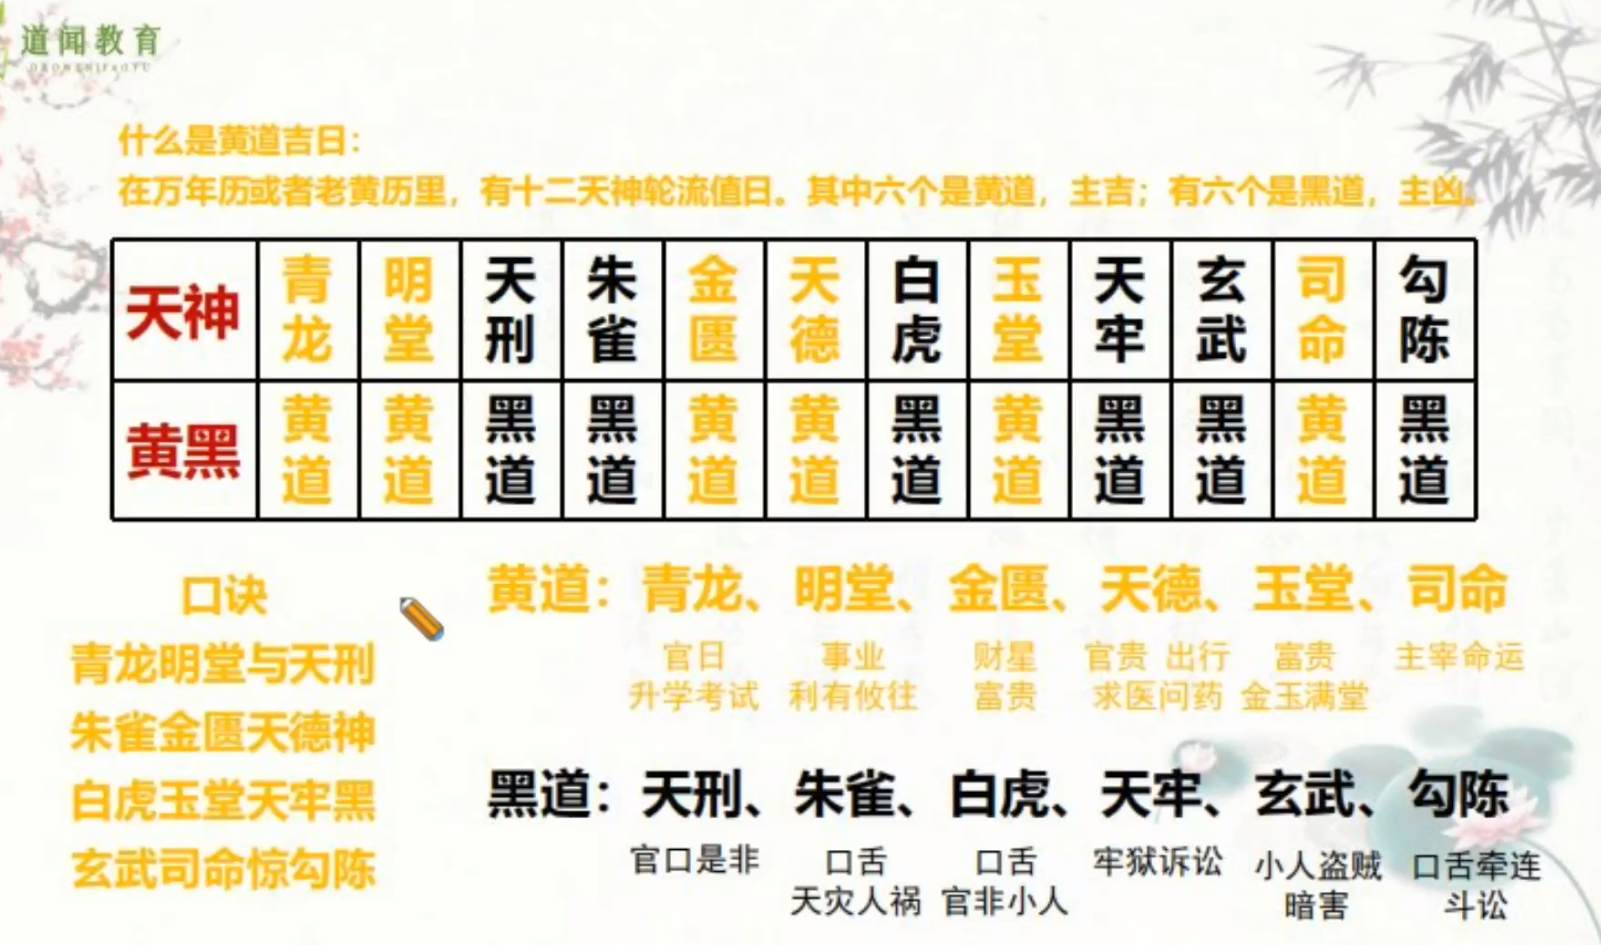 道闻教育
什么是黄道吉日：
在万年历或者老黄历里，有十二天神轮流值日。其中六个是黄道，主吉；有六个是黑道，主凶。
天神 青龙 明堂 天刑 朱雀 金匮 天德 白虎 玉堂 天牢 玄武 司命 勾陈
黄黑 黄道 黄道 黑道 黑道 黄道 黄道 黑道 黄道 黑道 黑道 黄道 黑道
口诀
青龙明堂与天刑
朱雀金匮天德神
白虎玉堂天牢黑
玄武司命惊勾陈
黄道：青龙、明堂、金匮、天德、玉堂、司命
官日 事业 财星 官贵 出行 富贵 主宰命运
升学考试 利有攸往 富贵 求医问药 金玉满堂
黑道：天刑、朱雀、白虎、天牢、玄武、勾陈
官口是非 口舌 口舌 牢狱诉讼 小人盗贼 口舌牵连
天灾人祸 官非小人 暗害 斗讼